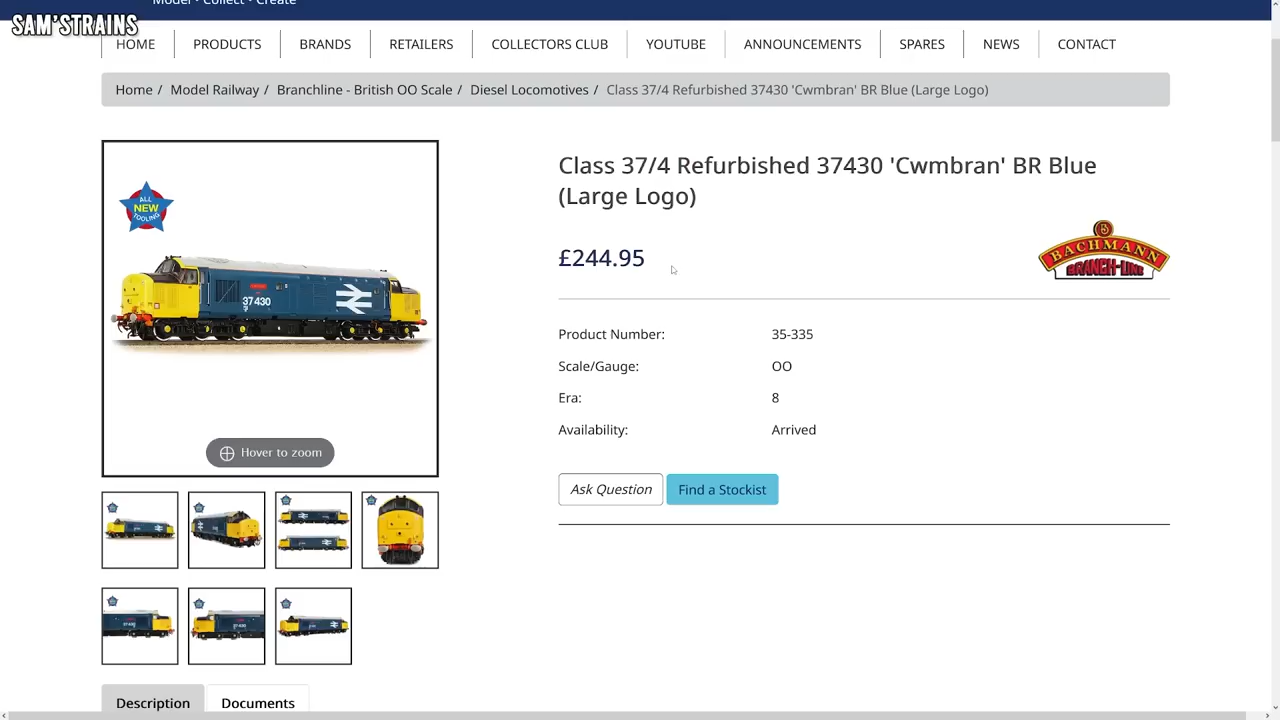 Model • Collect • Create
SAM'STRAINS
HOME PRODUCTS BRANDS RETAILERS COLLECTORS CLUB YOUTUBE ANNOUNCEMENTS SPARES NEWS CONTACT
Home / Model Railway / Branchline - British OO Scale / Diesel Locomotives / Class 37/4 Refurbished 37430 'Cwmbran' BR Blue (Large Logo)
ALL
NEW
TOOLING
37 430
Hover to zoom
Class 37/4 Refurbished 37430 'Cwmbran' BR Blue
(Large Logo)
£244.95
BACHMANN
BRANCH-LINE
Product Number: 35-335
Scale/Gauge: OO
Era: 8
Availability: Arrived
Ask Question Find a Stockist
Description Documents